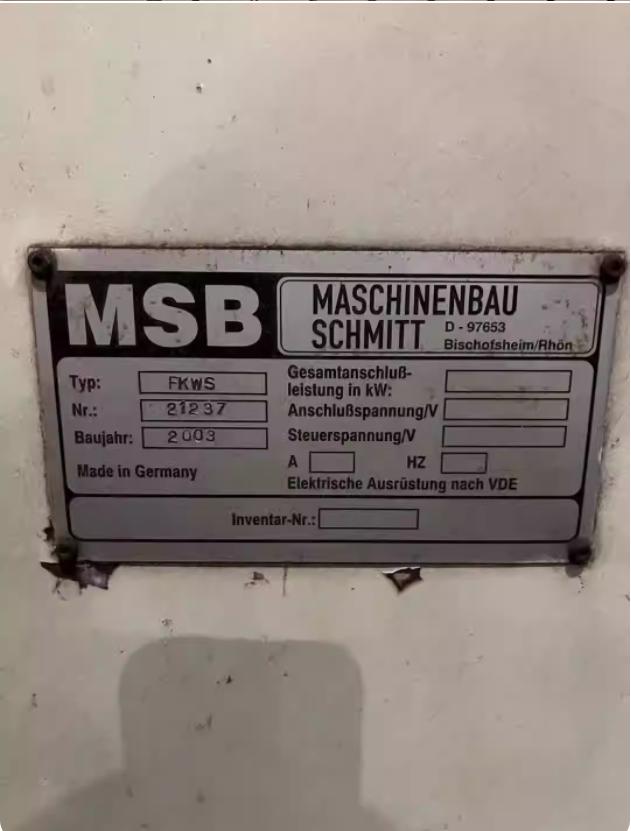 MSB
MASCHINENBAU
SCHMITT D - 97653
Bischofsheim/Rhön
Typ: FKWS
Nr.: 21237
Baujahr: 2003
Made in Germany
Gesamtanschluß-
leistung in kW:
Anschlußspannung/V
Steuerspannung/V
A HZ
Elektrische Ausrüstung nach VDE
Inventar-Nr.: